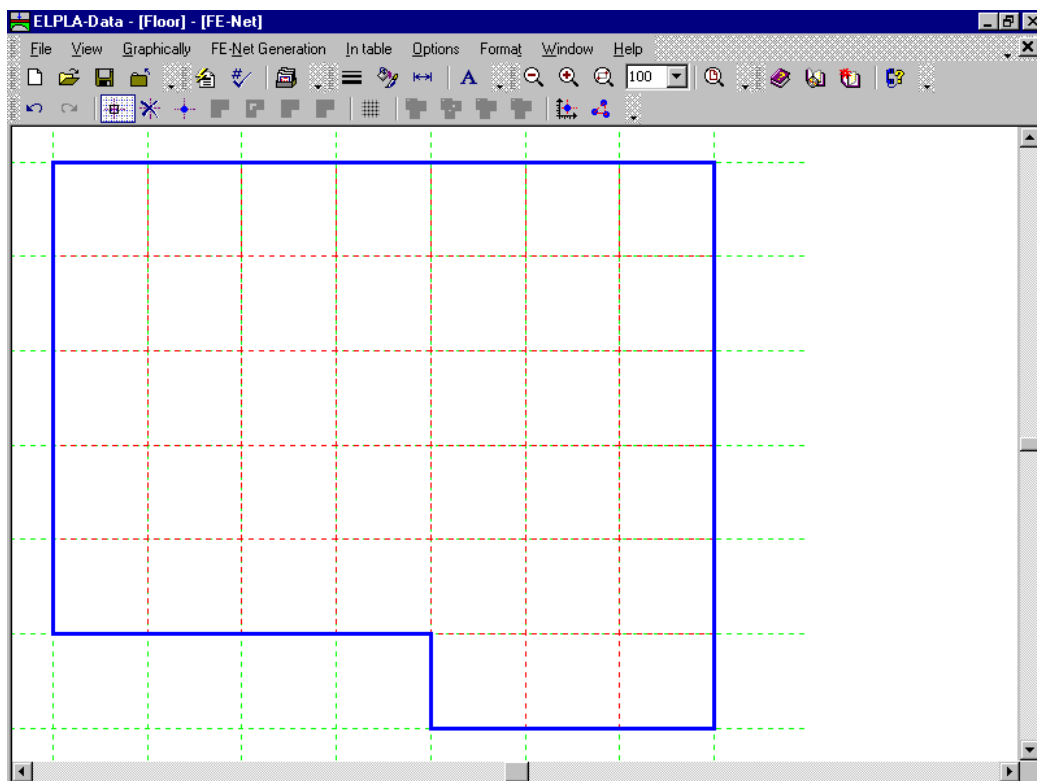 ELPLA-Data - [Floor] - [FE-Net]
File View Graphically FE-Net Generation In table Options Format Window Help
A 100